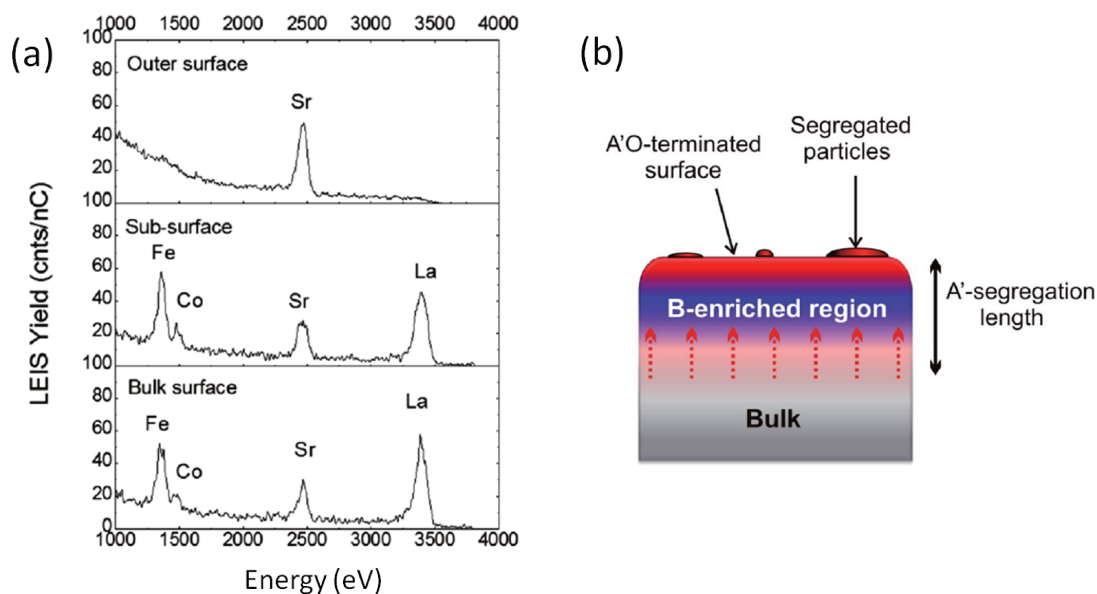 (a)
1000 1500 2000 2500 3000 3500 4000
100
80
60
40
20
100
Outer surface
Sr
80
60
40
20
100
Sub-surface
Fe
Co
Sr
La
80
60
40
20
0
Bulk surface
Fe
Co
Sr
La
1000 1500 2000 2500 3000 3500 4000
LEIS Yield (cnts/nC)
Energy (eV)
(b)
A'O-terminated
surface
Segregated
particles
B-enriched region
A'-segregation
length
Bulk